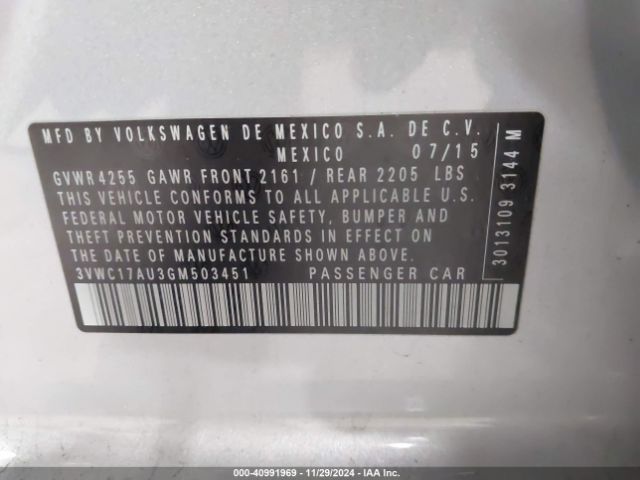 MFD BY VOLKSWAGEN DE MEXICO S.A. DE C.V.
MEXICO 07/15
GVWR 4255 GAWR FRONT 2161 / REAR 2205 LBS
THIS VEHICLE CONFORMS TO ALL APPLICABLE U.S.
FEDERAL MOTOR VEHICLE SAFETY, BUMPER AND
THEFT PREVENTION STANDARDS IN EFFECT ON
THE DATE OF MANUFACTURE SHOWN ABOVE.
3VWC17AU3GM503451 PASSENGER CAR
3013109 3144 M
000-40991969 - 11/29/2024 - IAA Inc.